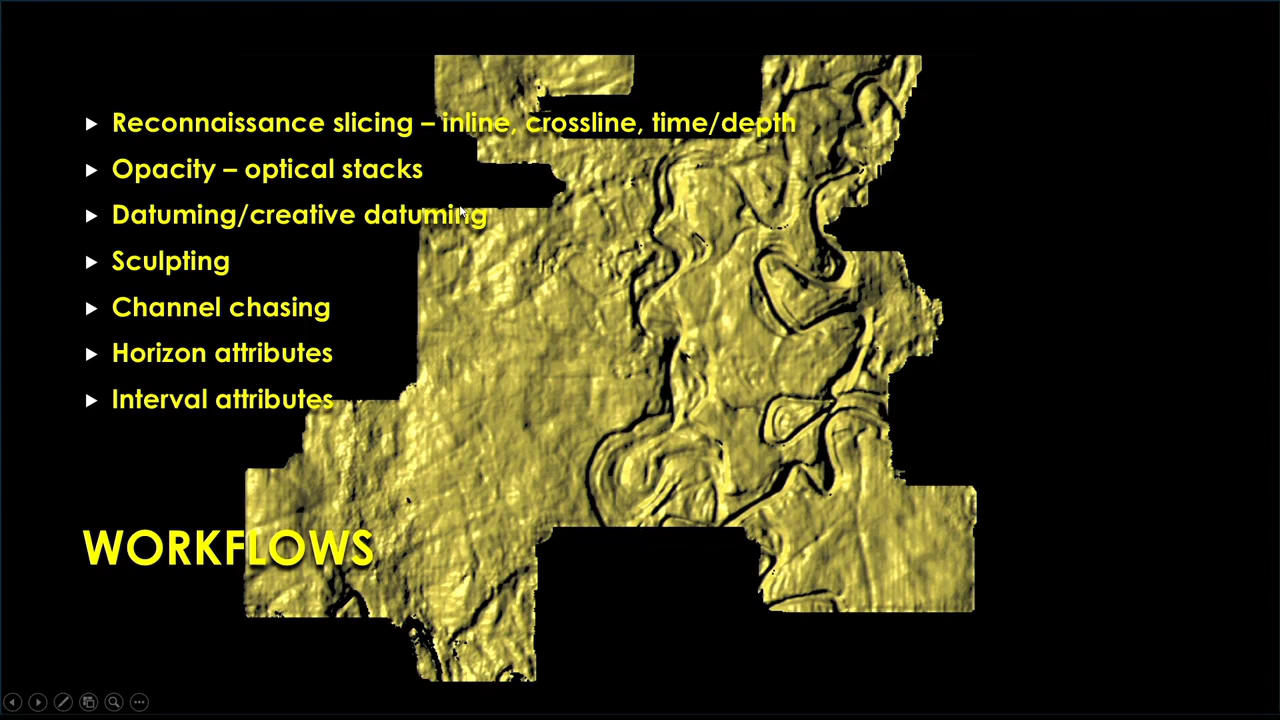 Reconnaissance slicing – inline, crossline, time/depth
Opacity – optical stacks
Datuming/creative datuming
Sculpting
Channel chasing
Horizon attributes
Interval attributes
WORKFLOWS